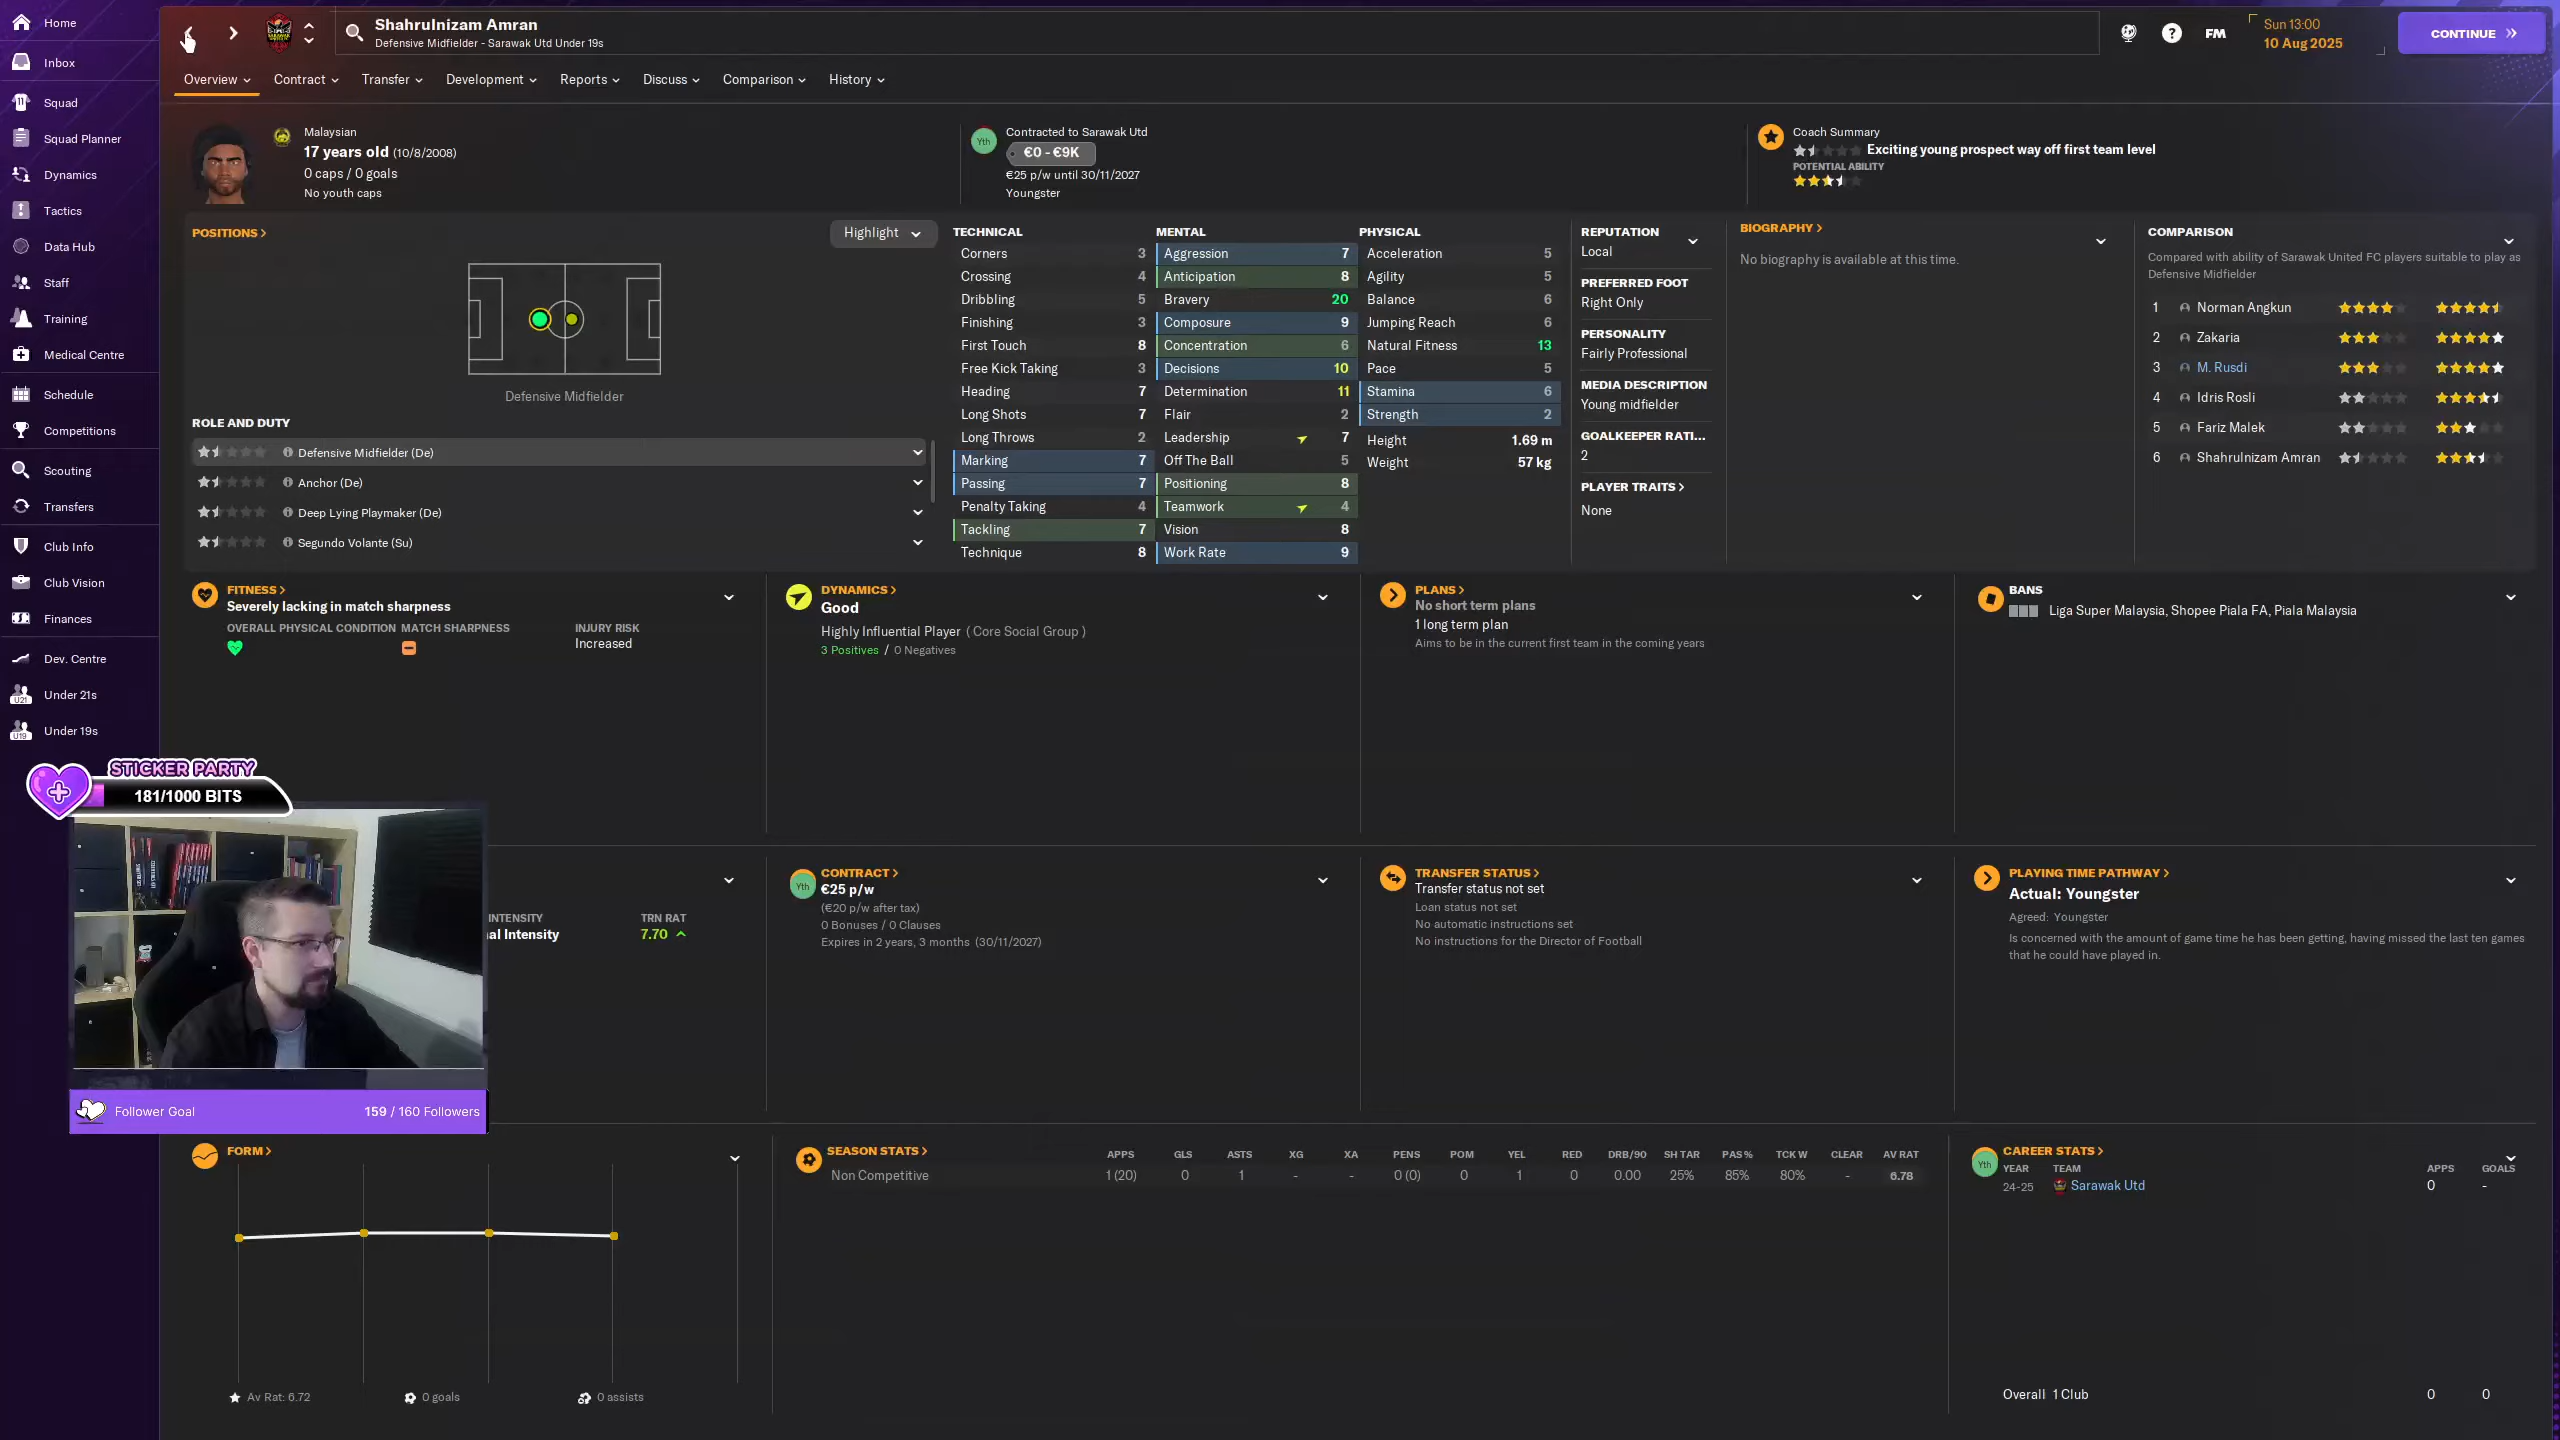 Home
Inbox
Squad
Squad Planner
Dynamics
Tactics
Data Hub
Staff
Training
Medical Centre
Schedule
Competitions
Scouting
Transfers
Club Info
Club Vision
Finances
Dev. Centre
Under 21s
Under 19s
Shahrulnizam Amran
Defensive Midfielder - Sarawak Utd Under 19s
FM
Sun 13:00
10 Aug 2025
CONTINUE
Overview Contract Transfer Development Reports Discuss Comparison History
Malaysian
17 years old (10/8/2008)
0 caps / 0 goals
No youth caps
Yth
Contracted to Sarawak Utd
€0 - €9K
€25 p/w until 30/11/2027
Youngster
Coach Summary
Exciting young prospect way off first team level
POTENTIAL ABILITY
POSITIONS
Highlight
Defensive Midfielder
ROLE AND DUTY
Defensive Midfielder (De)
Anchor (De)
Deep Lying Playmaker (De)
Segundo Volante (Su)
TECHNICAL
Corners 3
Crossing 4
Dribbling 5
Finishing 3
First Touch 8
Free Kick Taking 3
Heading 7
Long Shots 7
Long Throws 2
Marking 7
Passing 7
Penalty Taking 4
Tackling 7
Technique 8
MENTAL
Aggression 7
Anticipation 8
Bravery 20
Composure 9
Concentration 6
Decisions 10
Determination 11
Flair 2
Leadership 7
Off The Ball 5
Positioning 8
Teamwork 4
Vision 8
Work Rate 9
PHYSICAL
Acceleration 5
Agility 5
Balance 6
Jumping Reach 6
Natural Fitness 13
Pace 5
Stamina 6
Strength 2
Height 1.69 m
Weight 57 kg
REPUTATION
Local
PREFERRED FOOT
Right Only
PERSONALITY
Fairly Professional
MEDIA DESCRIPTION
Young midfielder
GOALKEEPER RATI...
2
PLAYER TRAITS
None
BIOGRAPHY
No biography is available at this time.
COMPARISON
Compared with ability of Sarawak United FC players suitable to play as
Defensive Midfielder
1 Norman Angkun
2 Zakaria
3 M. Rusdi
4 Idris Rosli
5 Fariz Malek
6 Shahrulnizam Amran
FITNESS
Severely lacking in match sharpness
OVERALL PHYSICAL CONDITION MATCH SHARPNESS INJURY RISK
Increased
DYNAMICS
Good
Highly Influential Player ( Core Social Group )
3 Positives / 0 Negatives
PLANS
No short term plans
1 long term plan
Aims to be in the current first team in the coming years
BANS
Liga Super Malaysia, Shopee Piala FA, Piala Malaysia
STICKER PARTY
181/1000 BITS
INTENSITY TRN RAT
al Intensity 7.70
Follower Goal 159 / 160 Followers
Yth
CONTRACT
€25 p/w
(€20 p/w after tax)
0 Bonuses / 0 Clauses
Expires in 2 years, 3 months (30/11/2027)
TRANSFER STATUS
Transfer status not set
Loan status not set
No automatic instructions set
No instructions for the Director of Football
PLAYING TIME PATHWAY
Actual: Youngster
Agreed: Youngster
Is concerned with the amount of game time he has been getting, having missed the last ten games
that he could have played in.
FORM
Av Rat: 6.72 0 goals 0 assists
SEASON STATS APPS GLS ASTS XG XA PENS POM YEL RED DRB/90 SH TAR PAS % TCK W CLEAR AV RAT
Non Competitive 1 (20) 0 1 - - 0 (0) 0 1 0 0.00 25% 85% 80% - 6.78
Yth
CAREER STATS
YEAR TEAM APPS GOALS
24-25 Sarawak Utd 0 -
Overall 1 Club 0 0